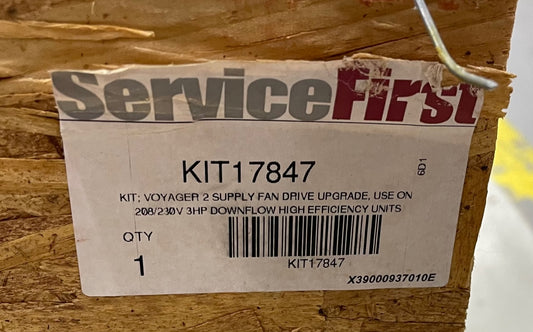 ServiceFirst
KIT17847
6D1
KIT; VOYAGER 2 SUPPLY FAN DRIVE UPGRADE, USE ON
208/230V 3HP DOWNFLOW HIGH EFFICIENCY UNITS
QTY
1
KIT17847
X39000937010E